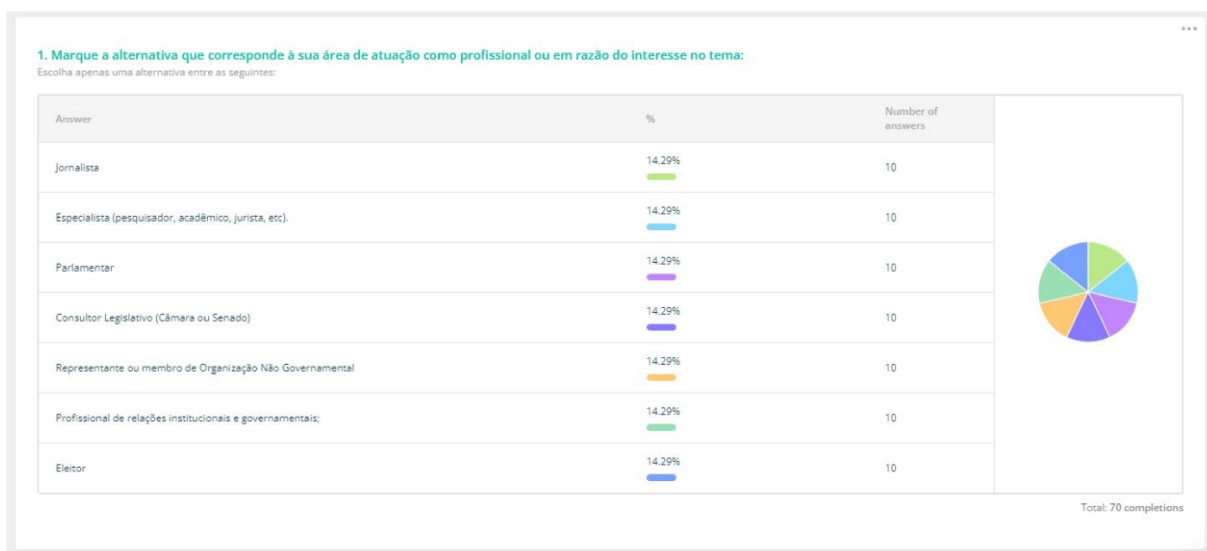 1. Marque a alternativa que corresponde à sua área de atuação como profissional ou em razão do interesse no tema:
Escolha apenas uma alternativa entre as seguintes:
Answer % Number of answers
Jornalista 14.29% 10
Especialista (pesquisador, acadêmico, jurista, etc). 14.29% 10
Parlamentar 14.29% 10
Consultor Legislativo (Câmara ou Senado) 14.29% 10
Representante ou membro de Organização Não Governamental 14.29% 10
Profissional de relações institucionais e governamentais; 14.29% 10
Eleitor 14.29% 10
Total: 70 completions